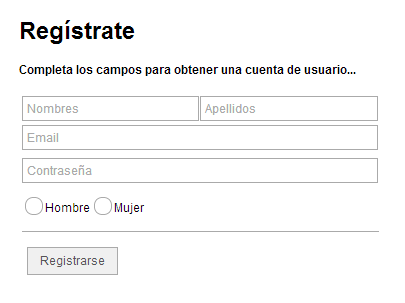 Regístrate
Completa los campos para obtener una cuenta de usuario...
Nombres Apellidos
Email
Contraseña
Hombre Mujer
Registrarse